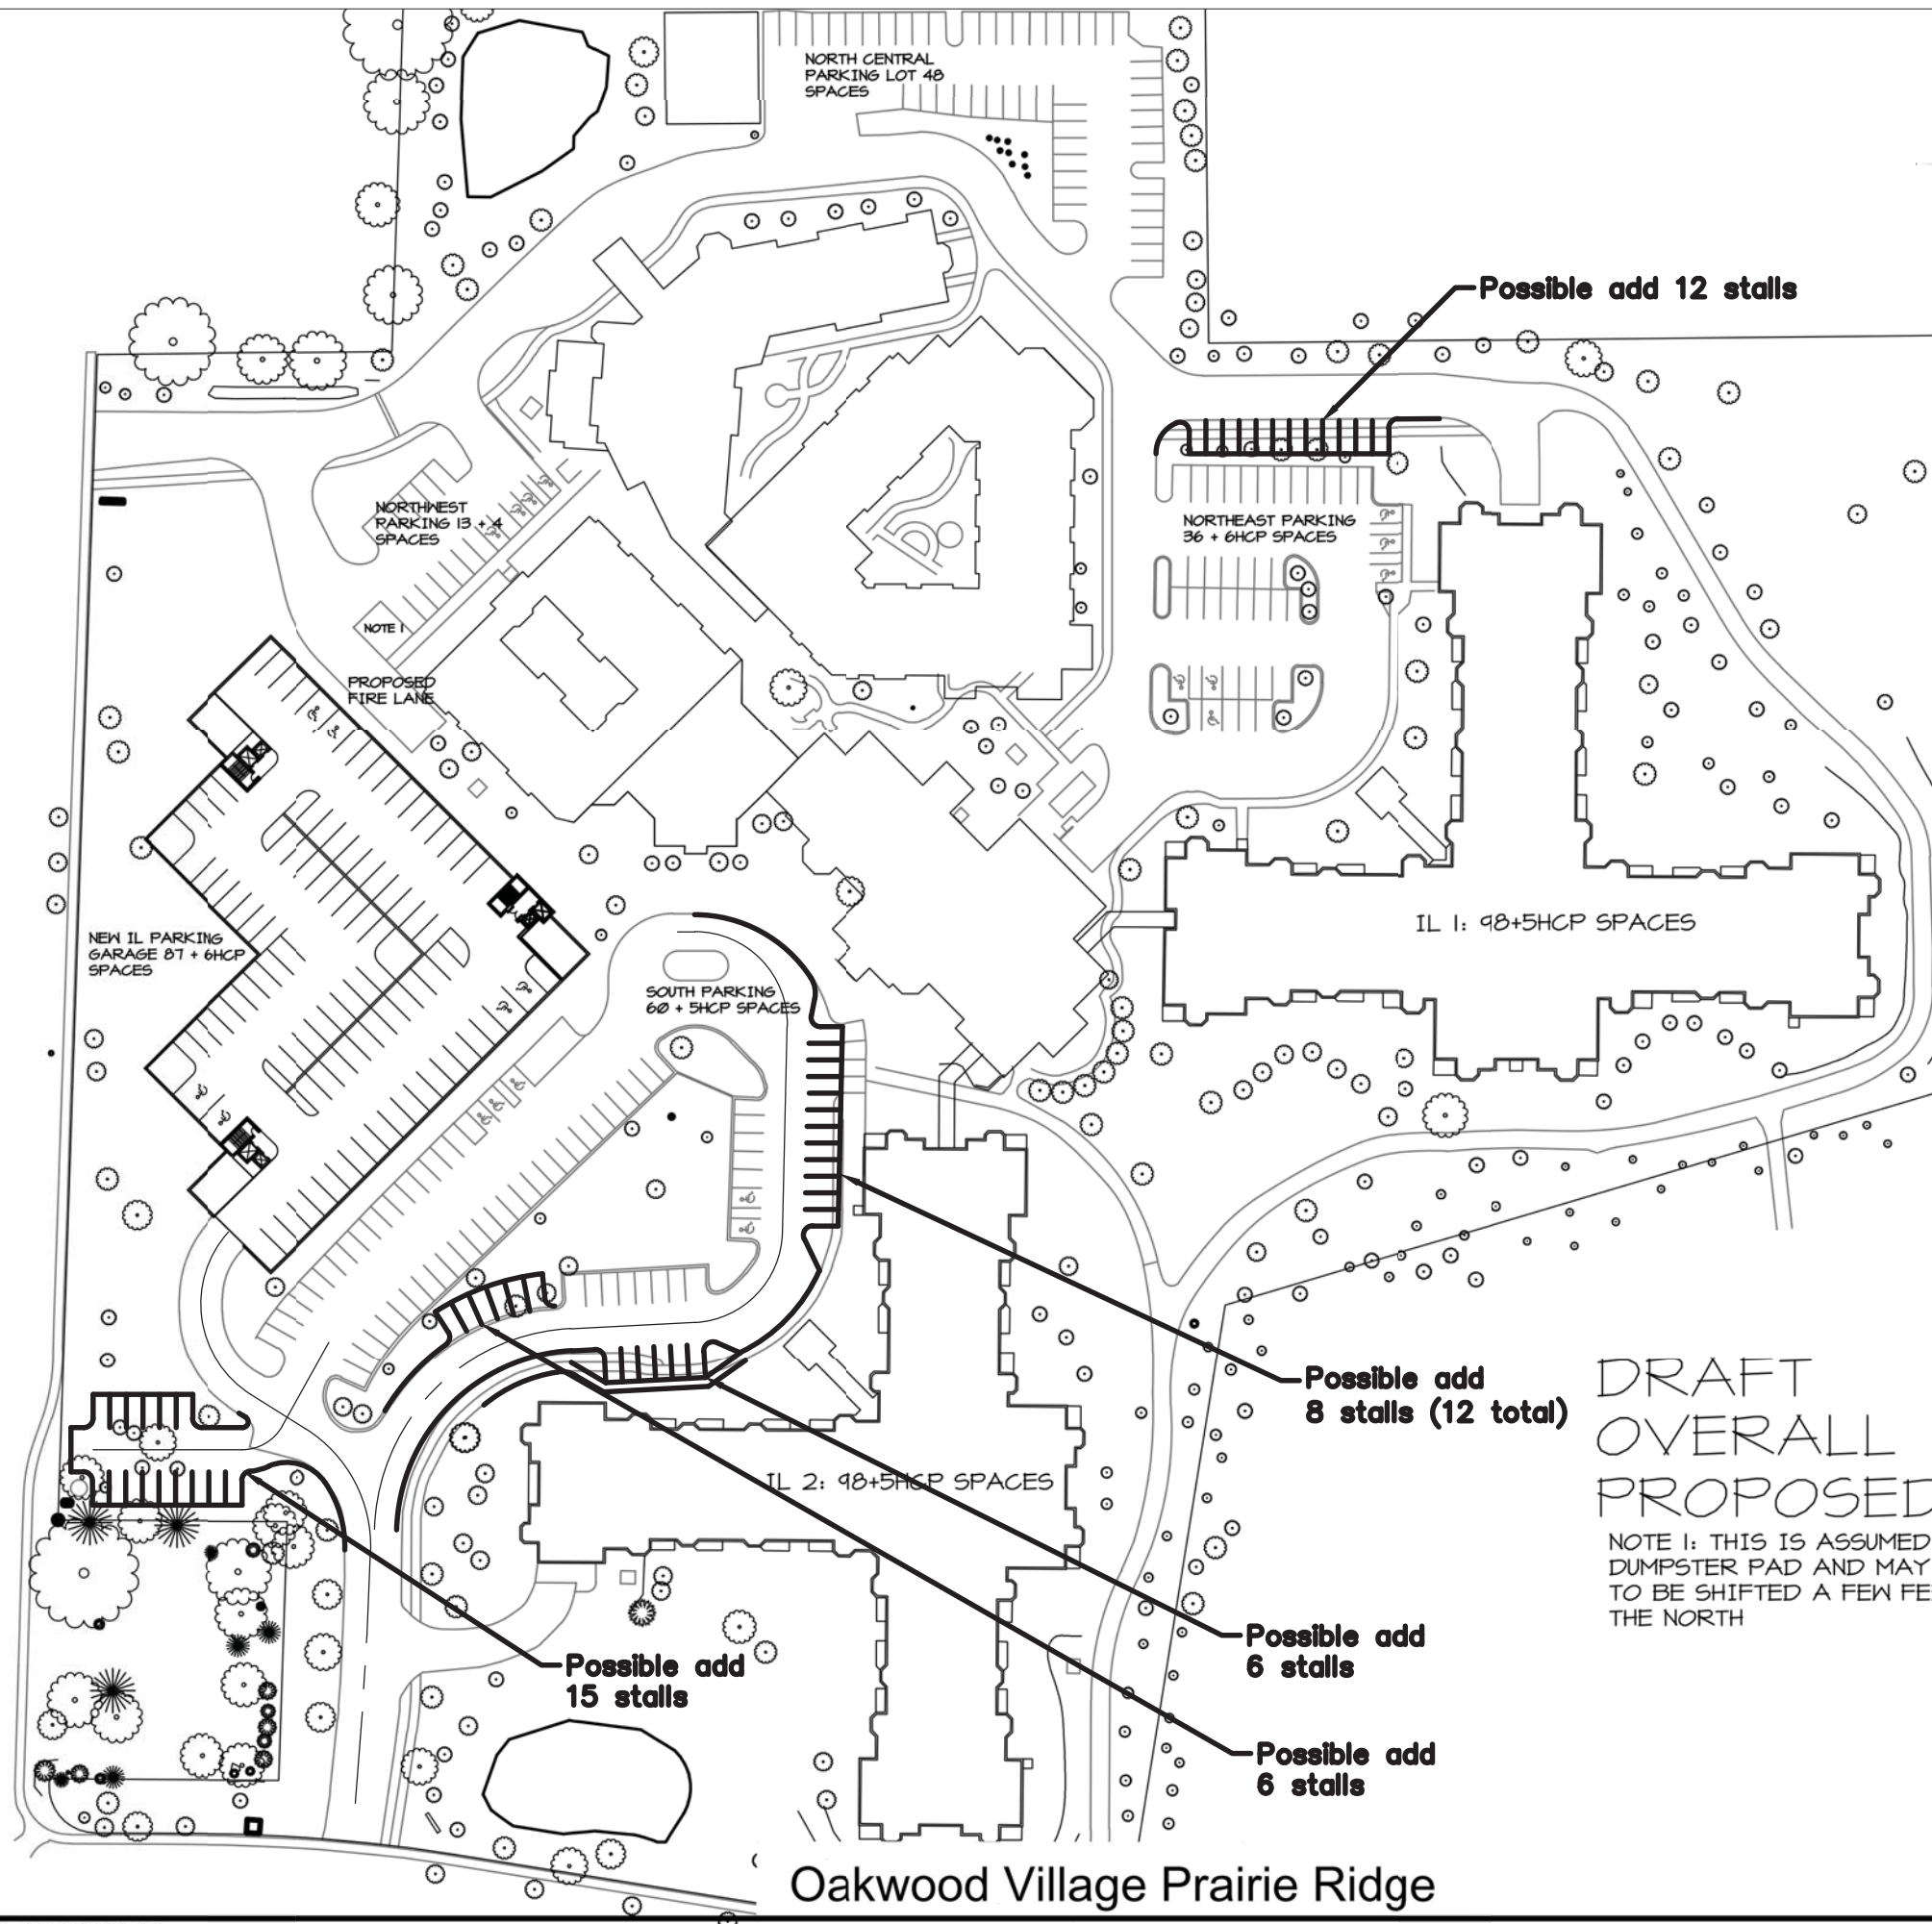 NORTH CENTRAL
PARKING LOT 48
SPACES
Possible add 12 stalls
NORTHWEST
PARKING 13 + 4
SPACES
NORTHEAST PARKING
36 + 6HCP SPACES
NOTE 1
PROPOSED
FIRE LANE
IL 1: 98+5HCP SPACES
NEW IL PARKING
GARAGE 87 + 6HCP
SPACES
SOUTH PARKING
60 + 5HCP SPACES
Possible add
8 stalls (12 total)
DRAFT
OVERALL
PROPOSED
IL 2: 98+5HCP SPACES
NOTE 1: THIS IS ASSUMED
DUMPSTER PAD AND MAY
TO BE SHIFTED A FEW FE
THE NORTH
Possible add
6 stalls
Possible add
15 stalls
Possible add
6 stalls
Oakwood Village Prairie Ridge